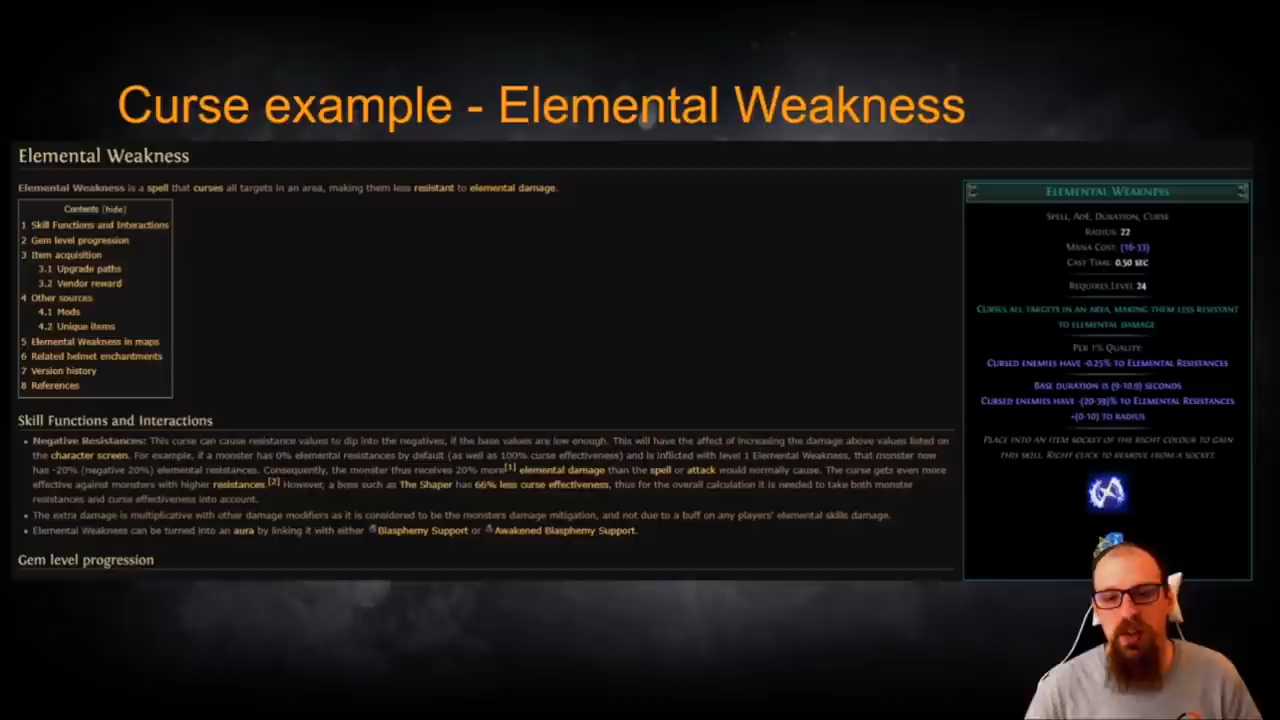 Curse example - Elemental Weakness
Elemental Weakness
Elemental Weakness is a spell that curses all targets in an area, making them less resistant to elemental damage.
Contents [hide]
1 Skill Functions and Interactions
2 Gem level progression
3 Item acquisition
3.1 Upgrade paths
3.2 Vendor reward
4 Other sources
4.1 Mods
4.2 Unique items
5 Elemental Weakness in maps
6 Related helmet enchantments
7 Version history
8 References
Skill Functions and Interactions
• Negative Resistances: This curse can cause resistance values to dip into the negatives, if the base values are low enough. This will have the affect of increasing the damage above values listed on
the character screen. For example, if a monster has 0% elemental resistances by default (as well as 100% curse effectiveness) and is inflicted with level 1 Elemental Weakness, that monster now
has -20% (negative 20%) elemental resistances. Consequently, the monster thus receives 20% more[1] elemental damage than the spell or attack would normally cause. The curse gets even more
effective against monsters with higher resistances.[2] However, a boss such as The Shaper has 66% less curse effectiveness, thus for the overall calculation it is needed to take both monster
resistances and curse effectiveness into account.
• The extra damage is multiplicative with other damage modifiers as it is considered to be the monsters damage mitigation, and not due to a buff on any players' elemental skills damage.
• Elemental Weakness can be turned into an aura by linking it with either Blasphemy Support or Awakened Blasphemy Support.
Gem level progression
Elemental Weakness
Spell, AoE, Duration, Curse
Radius: 22
Mana Cost: (16-33)
Cast Time: 0.50 sec
Requires Level 24
Curses all targets in an area, making them less resistant
to elemental damage.
Per 1% Quality:
Cursed enemies have -0.25% to Elemental Resistances
Base duration is (9-10.9) seconds
Cursed enemies have -(20-39)% to Elemental Resistances
+(0-10) to radius
Place into an item socket of the right colour to gain
this skill. Right click to remove from a socket.